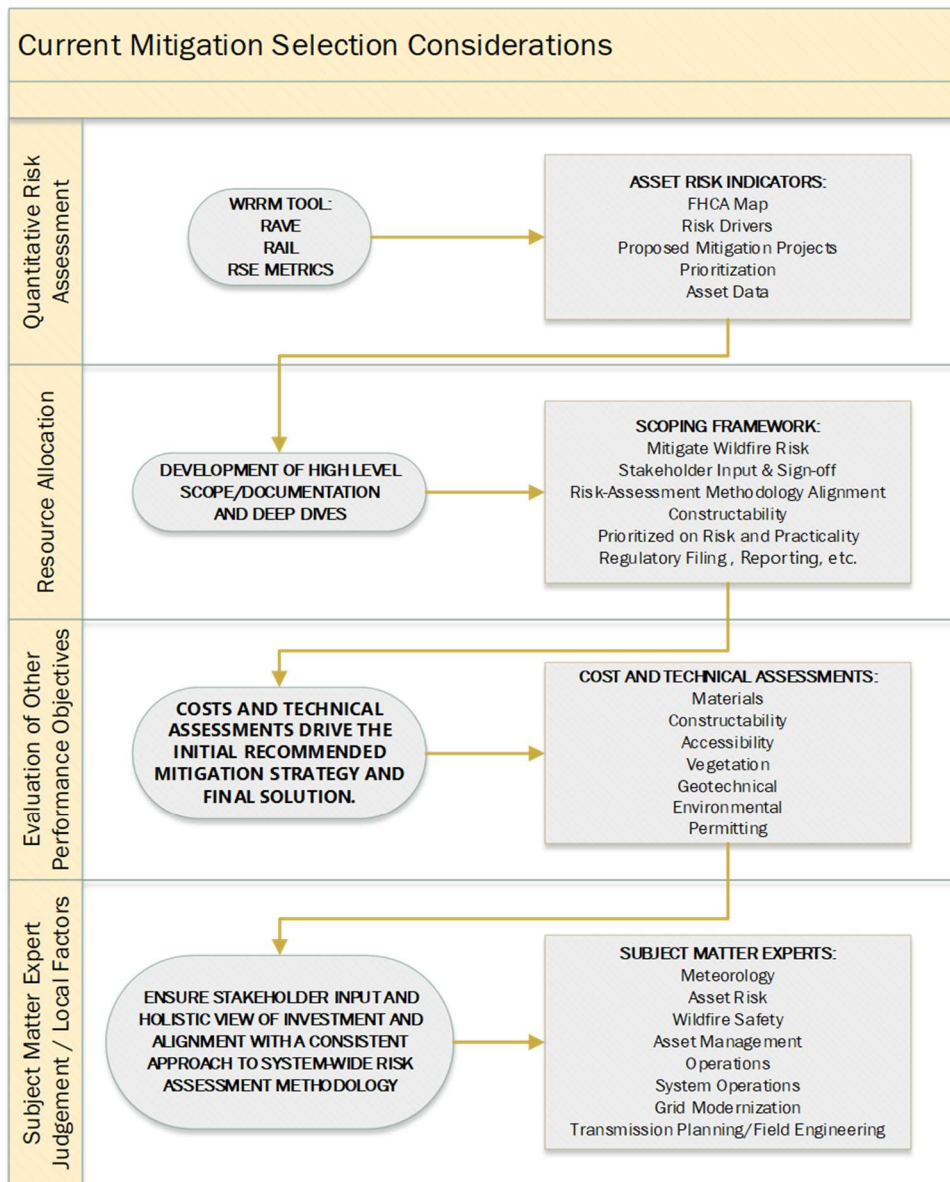 Current Mitigation Selection Considerations
Quantitative Risk
Assessment
WRRM TOOL:
RAVE
RAIL
RSE METRICS
ASSET RISK INDICATORS:
FHCA Map
Risk Drivers
Proposed Mitigation Projects
Prioritization
Asset Data
Resource Allocation
DEVELOPMENT OF HIGH LEVEL
SCOPE/DOCUMENTATION
AND DEEP DIVES
SCOPING FRAMEWORK:
Mitigate Wildfire Risk
Stakeholder Input & Sign-off
Risk-Assessment Methodology Alignment
Constructability
Prioritized on Risk and Practicality
Regulatory Filing , Reporting, etc.
Evaluation of Other
Performance Objectives
COSTS AND TECHNICAL
ASSESSMENTS DRIVE THE
INITIAL RECOMMENDED
MITIGATION STRATEGY AND
FINAL SOLUTION.
COST AND TECHNICAL ASSESSMENTS:
Materials
Constructability
Accessibility
Vegetation
Geotechnical
Environmental
Permitting
Subject Matter Expert
Judgement / Local Factors
ENSURE STAKEHOLDER INPUT AND
HOLISTIC VIEW OF INVESTMENT AND
ALIGNMENT WITH A CONSISTENT
APPROACH TO SYSTEM-WIDE RISK
ASSESSMENT METHODOLOGY
SUBJECT MATTER EXPERTS:
Meteorology
Asset Risk
Wildfire Safety
Asset Management
Operations
System Operations
Grid Modernization
Transmission Planning/Field Engineering